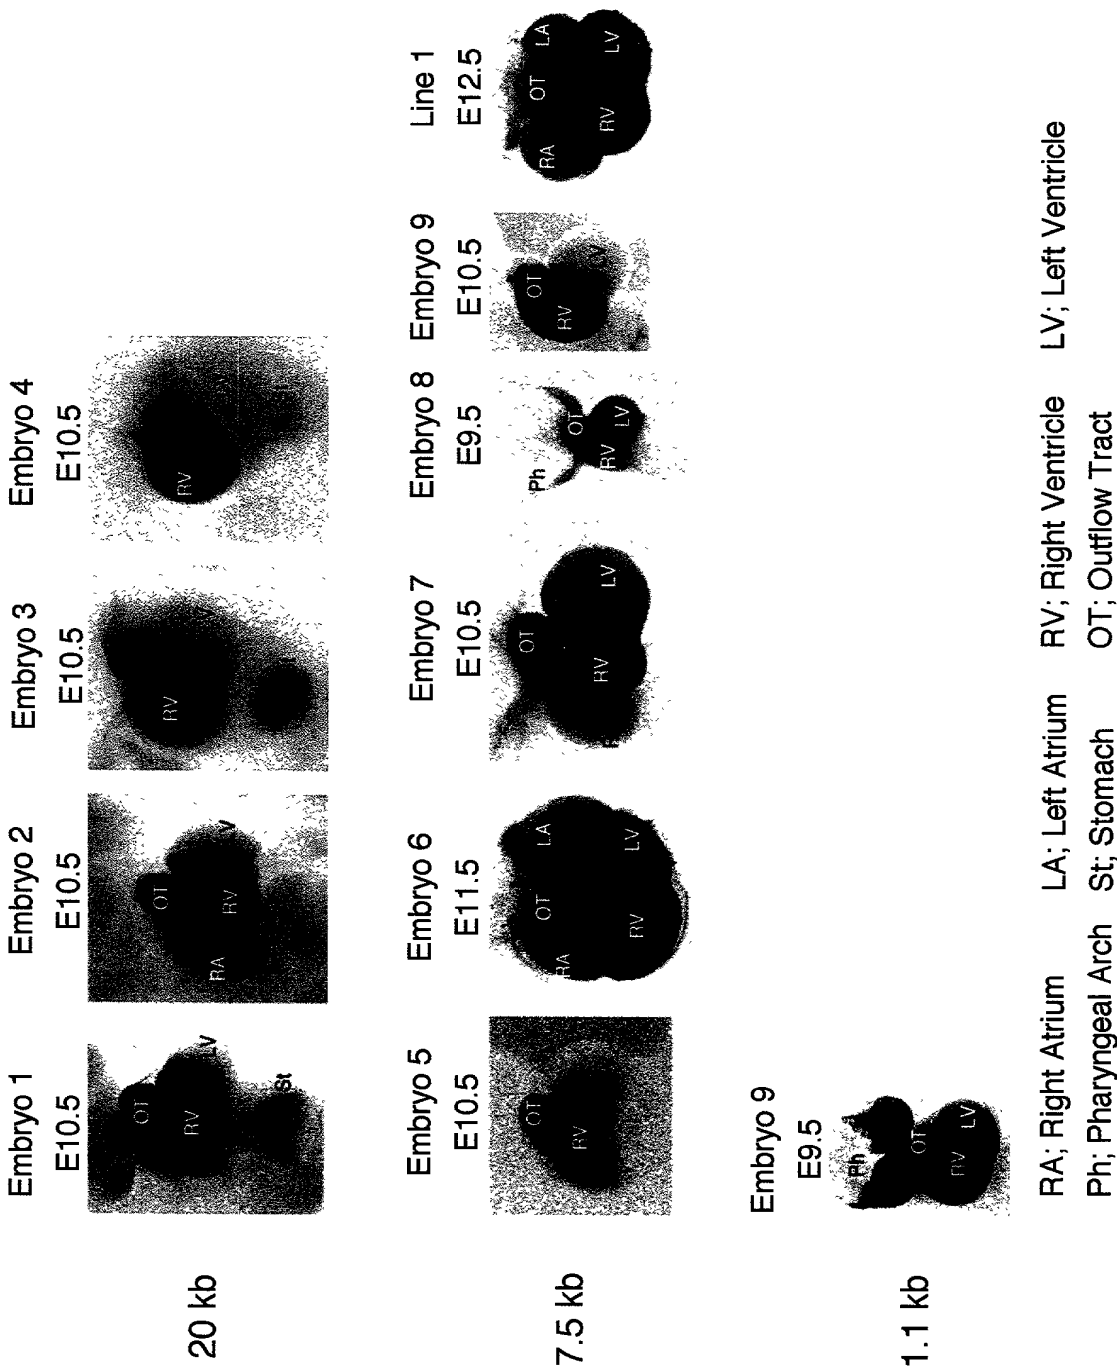 Embryo 1 Embryo 2 Embryo 3 Embryo 4
E10.5 E10.5 E10.5 E10.5
20 kb
OT RV LV St
OT RA RV V
RV V
RV
Embryo 5 Embryo 6 Embryo 7 Embryo 8 Embryo 9 Line 1
E10.5 E11.5 E10.5 E9.5 E10.5 E12.5
7.5 kb
OT RV
OT LA RA RV LV
OT RV LV
Ph OT RV LV
OT RV LV
RA OT LA RV LV
Embryo 9
E9.5
1.1 kb
Ph OT RV LV
RA; Right Atrium LA; Left Atrium RV; Right Ventricle LV; Left Ventricle
Ph; Pharyngeal Arch St; Stomach OT; Outflow Tract